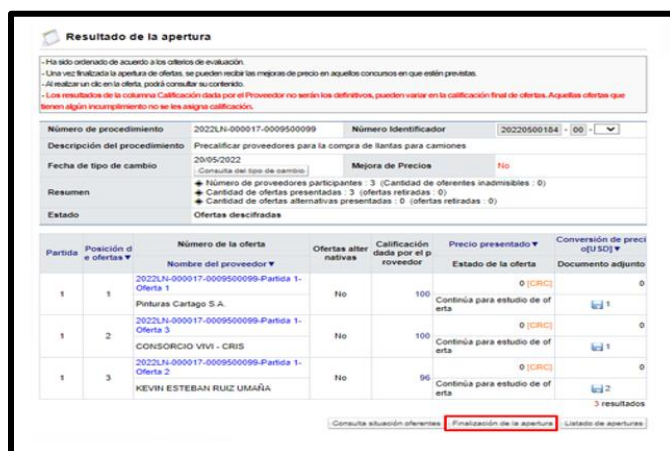 Resultado de la apertura
- Ha sido ordenado de acuerdo a los criterios de evaluación.
- Una vez finalizada la apertura de ofertas, se pueden recibir las mejoras de precio en aquellos concursos en que estén previstas.
- Al realizar un clic en la oferta, podrá consultar su contenido.
- Los resultados de la columna Calificación dada por el Proveedor no serán los definitivos, pueden variar en la calificación final de ofertas. Aquellas ofertas que
tienen algún incumplimiento no se les asigna calificación.
Número de procedimiento 2022LN-000017-0009500099 Número Identificador 20220500184 - 00 -
Descripción del procedimiento Precalificar proveedores para la compra de llantas para camiones
Fecha de tipo de cambio 20/05/2022 Consulta del tipo de cambio Mejora de Precios No
Resumen
◈ Número de proveedores participantes : 3 (Cantidad de oferentes inadmisibles : 0)
◈ Cantidad de ofertas presentadas : 3 (ofertas retiradas : 0)
◈ Cantidad de ofertas alternativas presentadas : 0 (ofertas retiradas : 0)
Estado Ofertas descifradas
Partida Posición d
e ofertas▼ Número de la oferta Nombre del proveedor▼ Ofertas alter
nativas Calificación
dada por el p
roveedor Precio presentado▼ Estado de la oferta Conversión de preci
o[USD]▼ Documento adjunto
1 1 2022LN-000017-0009500099-Partida 1-
Oferta 1 No 100 0 [CRC] 0
Pinturas Cartago S.A. Continúa para estudio de of
erta 1
1 2 2022LN-000017-0009500099-Partida 1-
Oferta 3 No 100 0 [CRC] 0
CONSORCIO VIVI - CRIS Continúa para estudio de of
erta 1
1 3 2022LN-000017-0009500099-Partida 1-
Oferta 2 No 96 0 [CRC] 0
KEVIN ESTEBAN RUIZ UMAÑA Continúa para estudio de of
erta 2
3 resultados
Consulta situación oferentes Finalización de la apertura Listado de aperturas